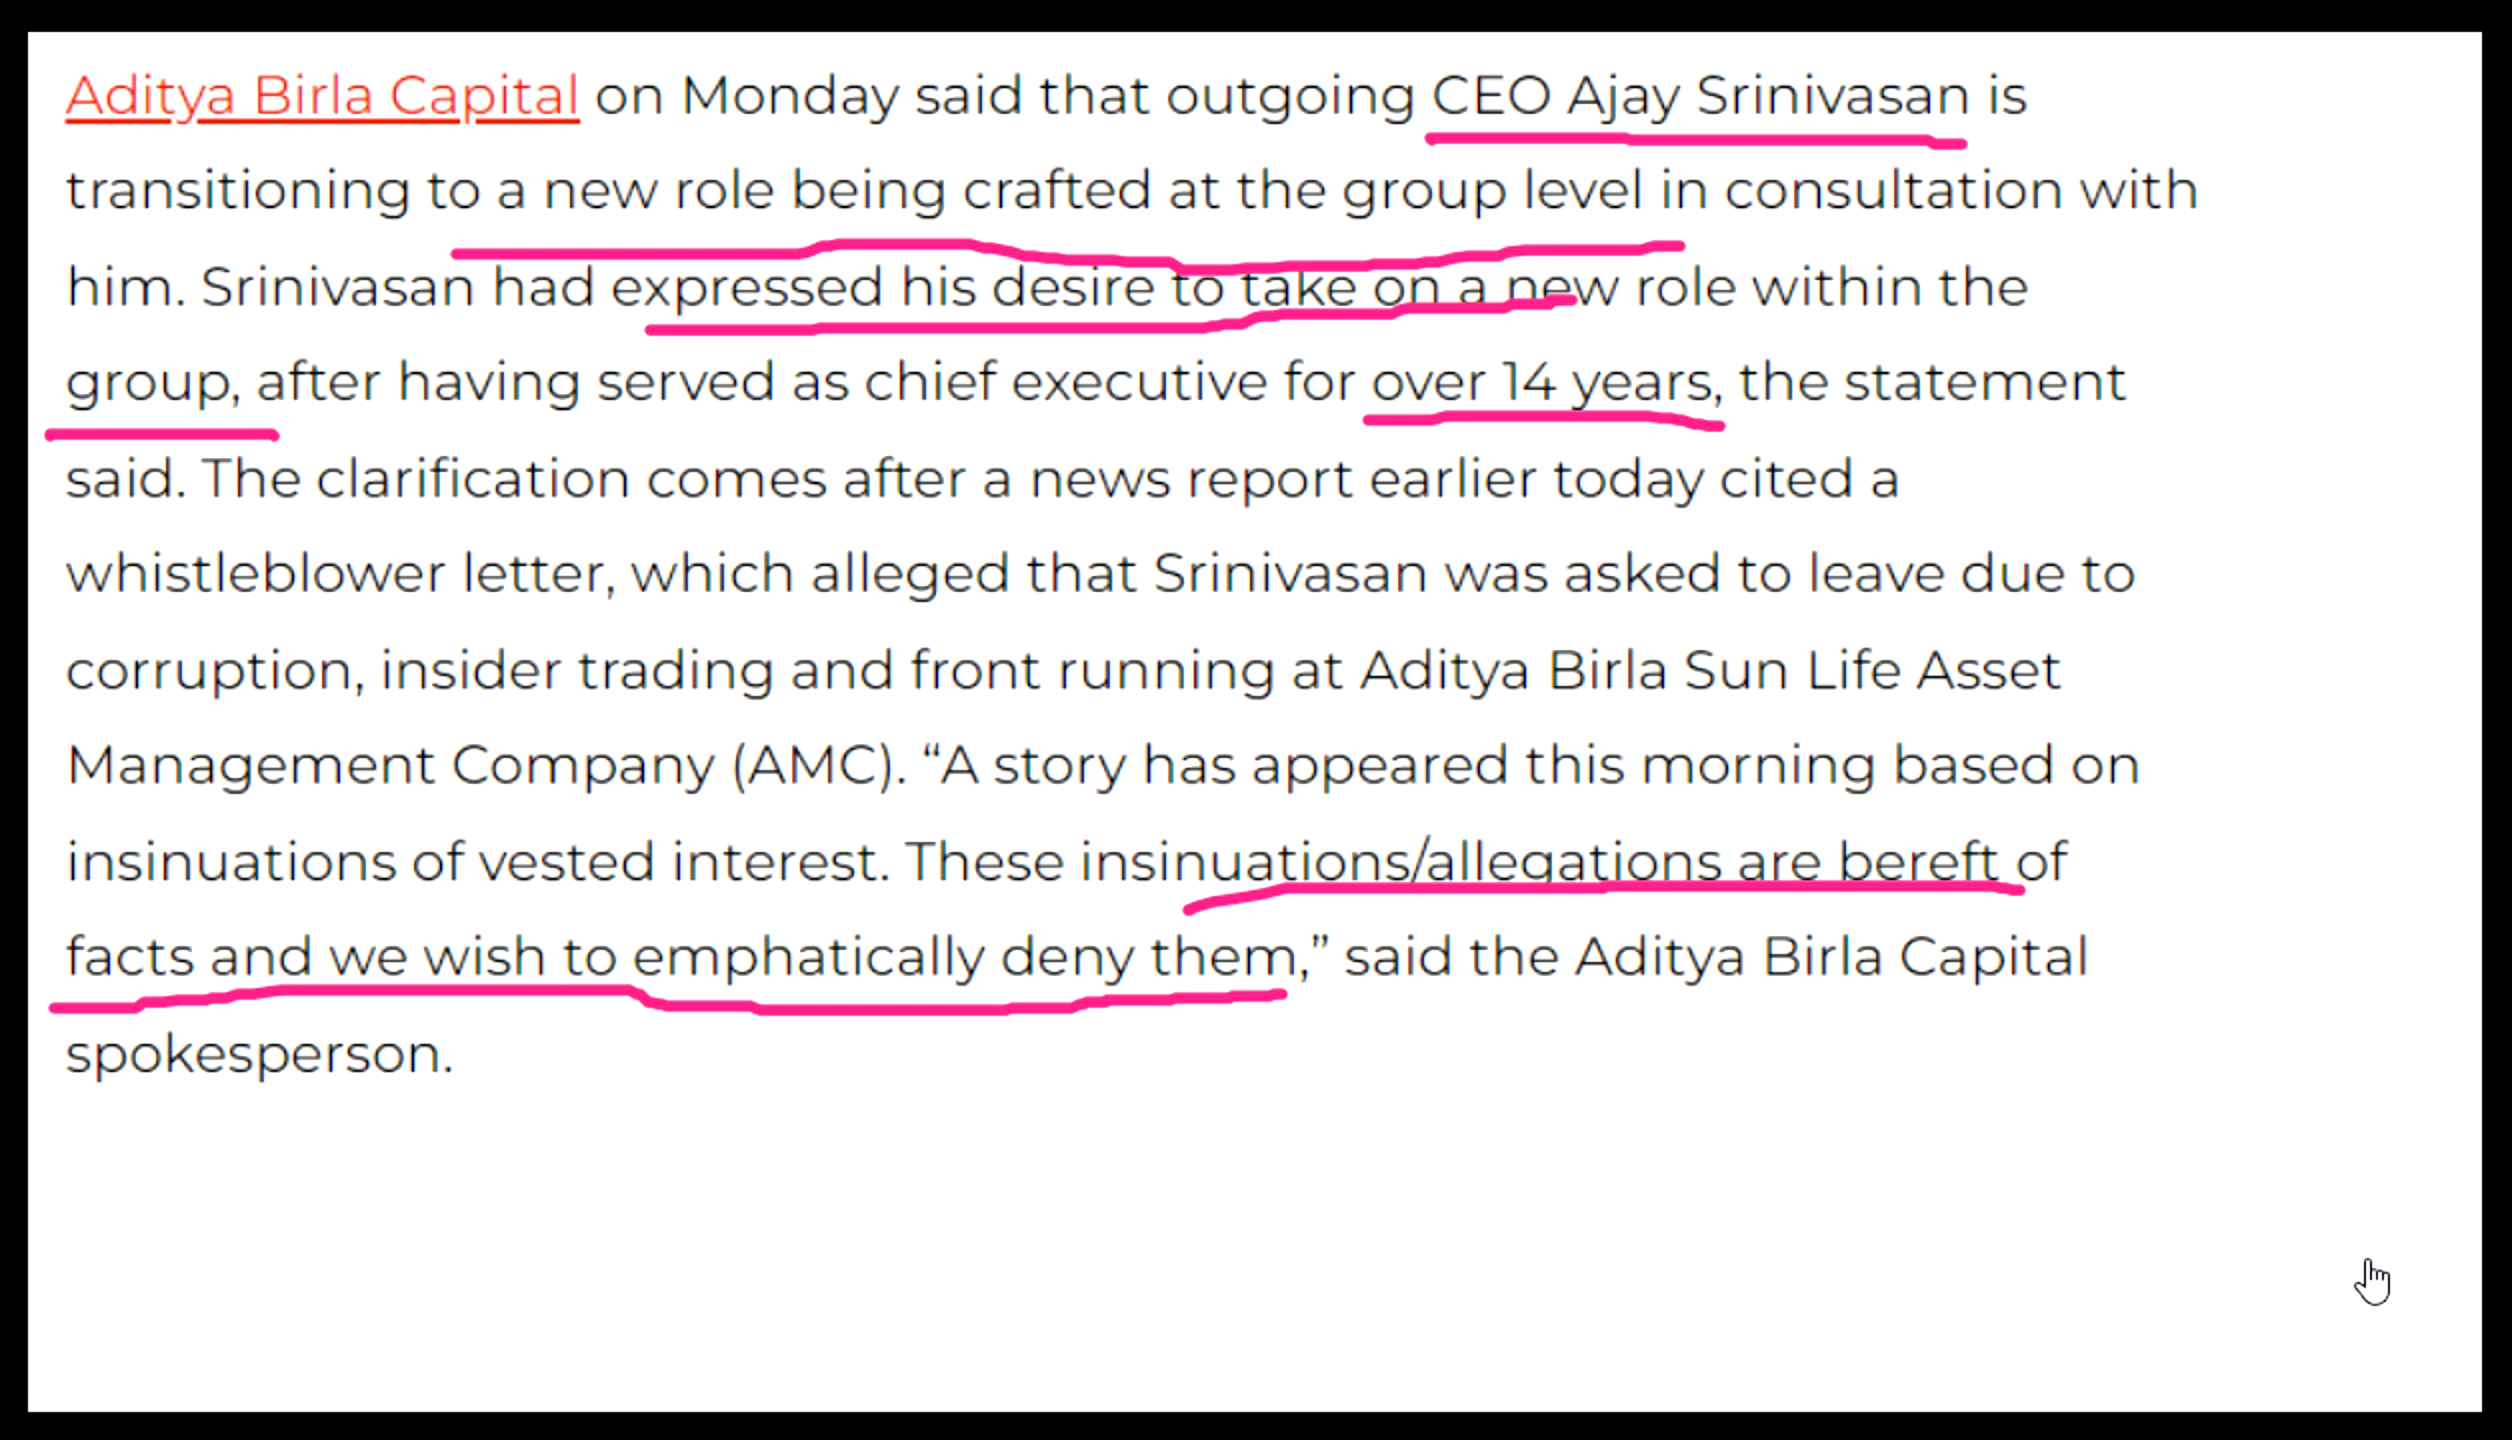 Aditya Birla Capital on Monday said that outgoing CEO Ajay Srinivasan is
transitioning to a new role being crafted at the group level in consultation with
him. Srinivasan had expressed his desire to take on a new role within the
group, after having served as chief executive for over 14 years, the statement
said. The clarification comes after a news report earlier today cited a
whistleblower letter, which alleged that Srinivasan was asked to leave due to
corruption, insider trading and front running at Aditya Birla Sun Life Asset
Management Company (AMC). “A story has appeared this morning based on
insinuations of vested interest. These insinuations/allegations are bereft of
facts and we wish to emphatically deny them,” said the Aditya Birla Capital
spokesperson.